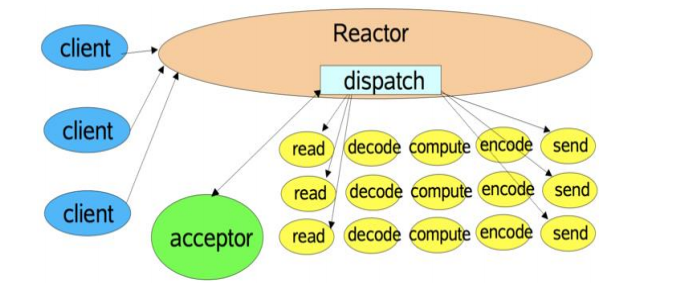 Reactor
client
dispatch
client
read decode compute encode send
read decode compute encode send
client
acceptor
read decode compute encode send